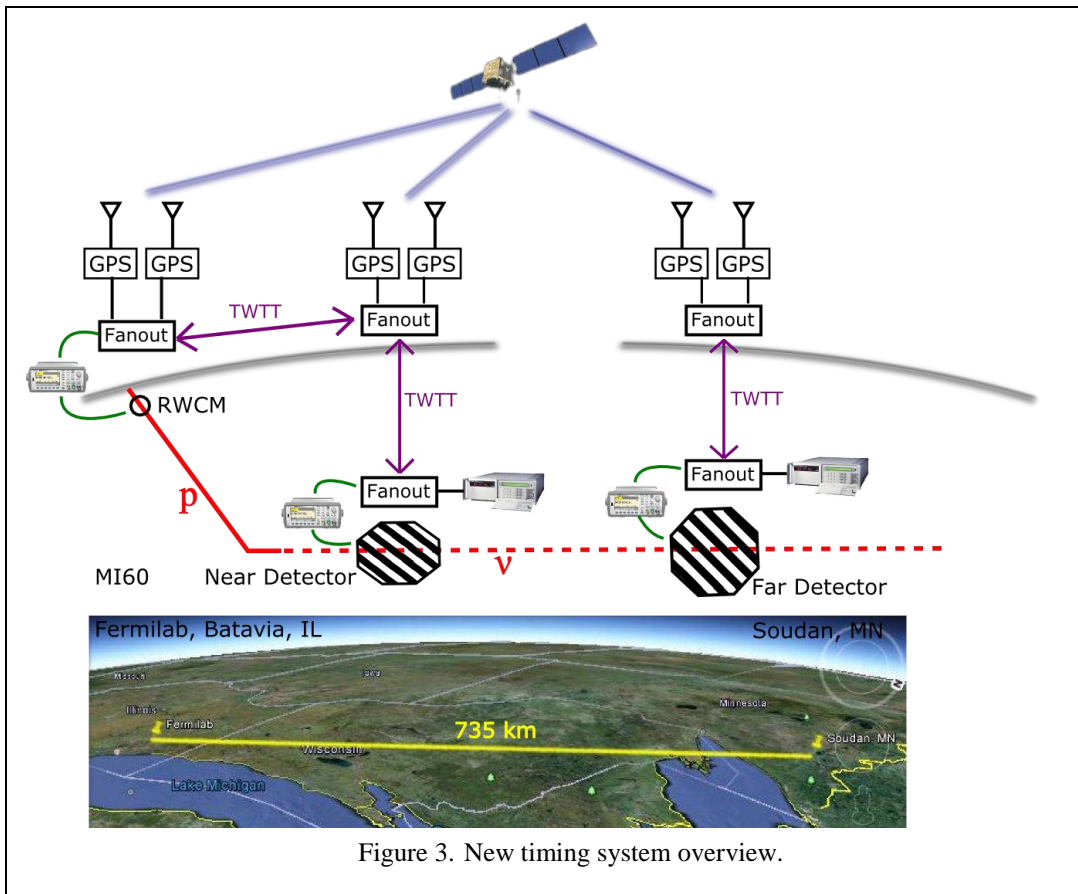 GPS GPS GPS GPS GPS GPS
TWTT
Fanout Fanout Fanout
TWTT TWTT
RWCM
Fanout Fanout
p
MI60 Near Detector ν Far Detector
Fermilab, Batavia, IL Soudan, MN
Missouri Iowa
Illinois Minnesota
Fermilab 735 km Soudan, MN
Wisconsin
Lake Michigan
N
Figure 3. New timing system overview.